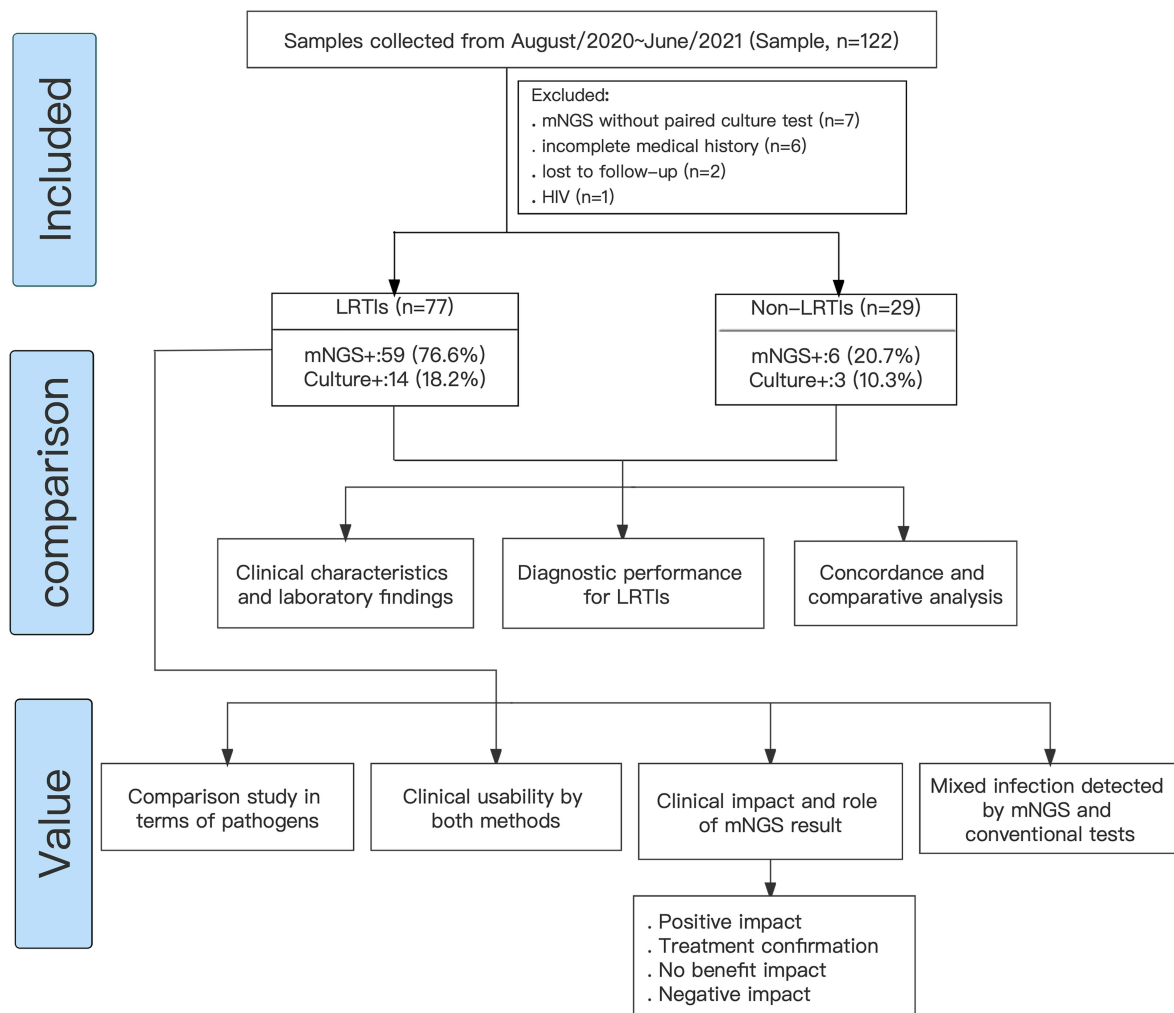 Included
Samples collected from August/2020~June/2021 (Sample, n=122)
Excluded:
. mNGS without paired culture test (n=7)
. incomplete medical history (n=6)
. lost to follow-up (n=2)
. HIV (n=1)
LRTIs (n=77)
mNGS+:59 (76.6%)
Culture+:14 (18.2%)
Non-LRTIs (n=29)
mNGS+:6 (20.7%)
Culture+:3 (10.3%)
comparison
Clinical characteristics
and laboratory findings
Diagnostic performance
for LRTIs
Concordance and
comparative analysis
Value
Comparison study in
terms of pathogens
Clinical usability by
both methods
Clinical impact and role
of mNGS result
Mixed infection detected
by mNGS and
conventional tests
. Positive impact
. Treatment confirmation
. No benefit impact
. Negative impact